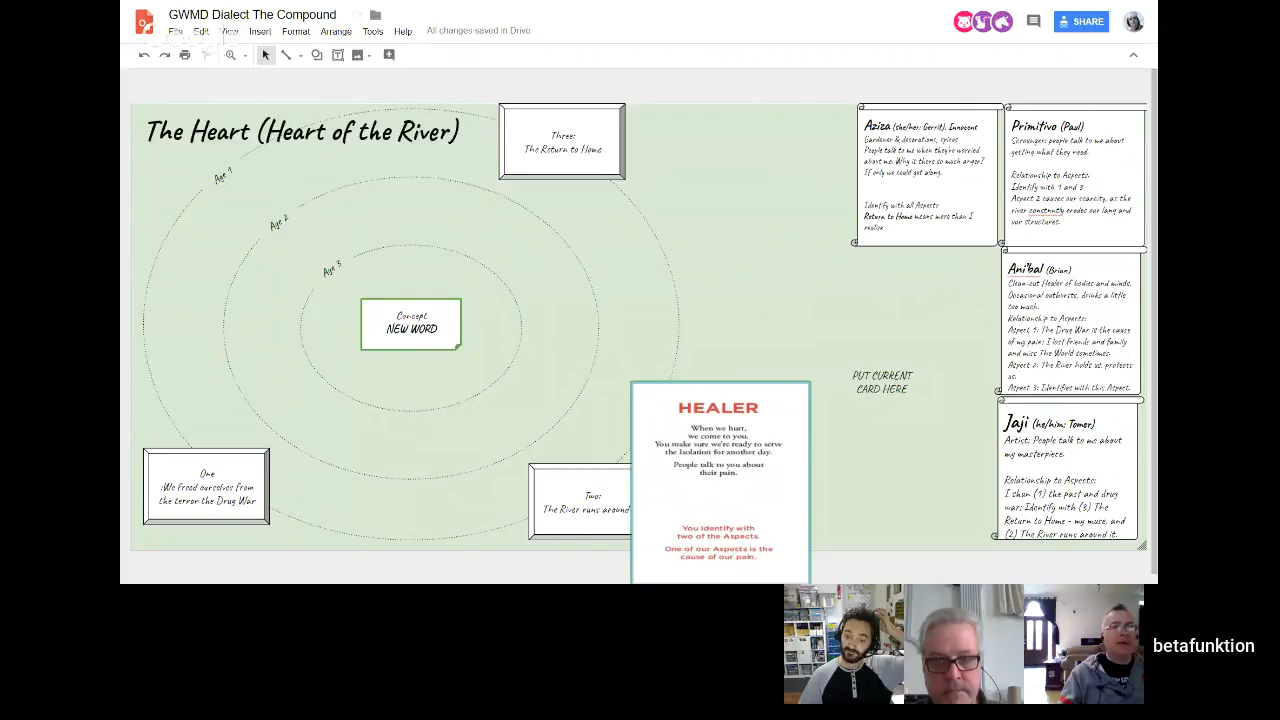 GWMD Dialect The Compound
File Edit View Insert Format Arrange Tools Help All changes saved in Drive
SHARE
The Heart (Heart of the River)
Age 1
Age 2
Age 3
Concept
NEW WORD
Three:
The Return to Home
One
:We freed ourselves from
the terror the Drug War
Two:
The River runs around
HEALER
When we hurt,
we come to you.
You make sure we're ready to serve
the Isolation for another day.
People talk to you about
their pain.
You identify with
two of the Aspects.
One of our Aspects is the
cause of our pain.
PUT CURRENT
CARD HERE
Aziza (she/her: Gerrit), Innocent
Gardener & decorations, spices
People talk to me when they're worried
about me. Why is there so much anger?
If only we could get along.
Identify with all Aspects
Return to Home means more than I
realize
Primitivo (Paul)
Scrounger: people talk to me about
getting what they need.
Relationship to Aspects:
Identify with 1 and 3
Aspect 2 causes our scarcity, as the
river constnutly erodes our lang and
our structures.
Anibal (Brian)
Clean-cut Healer of bodies and minds.
Occasional outbursts, drinks a little
too much.
Relationship to Aspects:
Aspect 1: The Drug War is the cause
of my pain; I lost friends and family
and miss The World sometimes.
Aspect 2: The River holds us, protects
us.
Aspect 3: Identifies with this Aspect.
Jaji (he/him: Tomer)
Artist: People talk to me about
my masterpiece.
Relationship to Aspects:
I shun (1) the past and drug
war; Identify with (3) The
Return to Home - my muse, and
(2) The River runs around it.
betafunktion